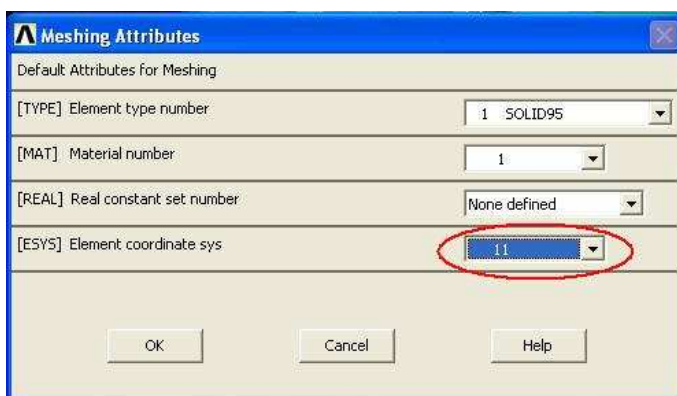 Meshing Attributes
Default Attributes for Meshing
[TYPE] Element type number 1 SOLID95
[MAT] Material number 1
[REAL] Real constant set number None defined
[ESYS] Element coordinate sys 11
OK Cancel Help